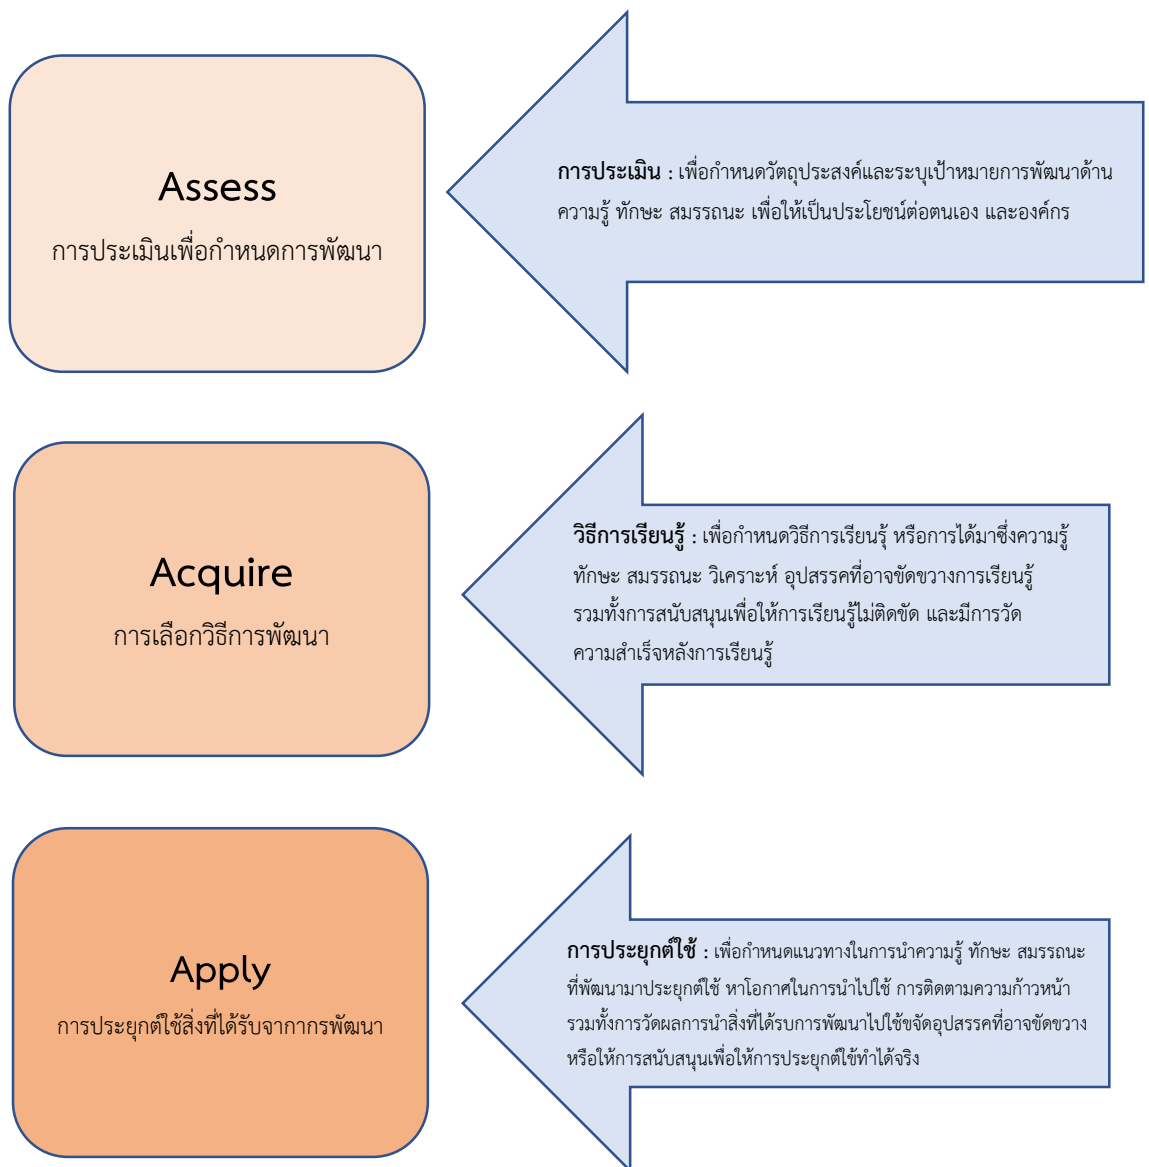 Assess
การประเมินเพื่อกำหนดการพัฒนา
การประเมิน : เพื่อกำหนดวัตถุประสงค์และระบุเป้าหมายการพัฒนาด้าน
ความรู้ ทักษะ สมรรถนะ เพื่อให้เป็นประโยชน์ต่อตนเอง และองค์กร
Acquire
การเลือกวิธีการพัฒนา
วิธีการเรียนรู้ : เพื่อกำหนดวิธีการเรียนรู้ หรือการได้มาซึ่งความรู้
ทักษะ สมรรถนะ วิเคราะห์ อุปสรรคที่อาจขัดขวางการเรียนรู้
รวมทั้งการสนับสนุนเพื่อให้การเรียนรู้ไม่ติดขัด และมีการวัด
ความสำเร็จหลังการเรียนรู้
Apply
การประยุกต์ใช้สิ่งที่ได้รับจากากรพัฒนา
การประยุกต์ใช้ : เพื่อกำหนดแนวทางในการนำความรู้ ทักษะ สมรรถนะ
ที่พัฒนามาประยุกต์ใช้ หาโอกาศในการนำไปใช้ การติดตามความก้าวหน้า
รวมทั้งการวัดผลการนำสิ่งที่ได้รบการพัฒนาไปใช้ขจัดอุปสรรคที่อาจขัดขวาง
หรือให้การสนับสนุนเพื่อให้การประยุกต์ใช้ทำได้จริง